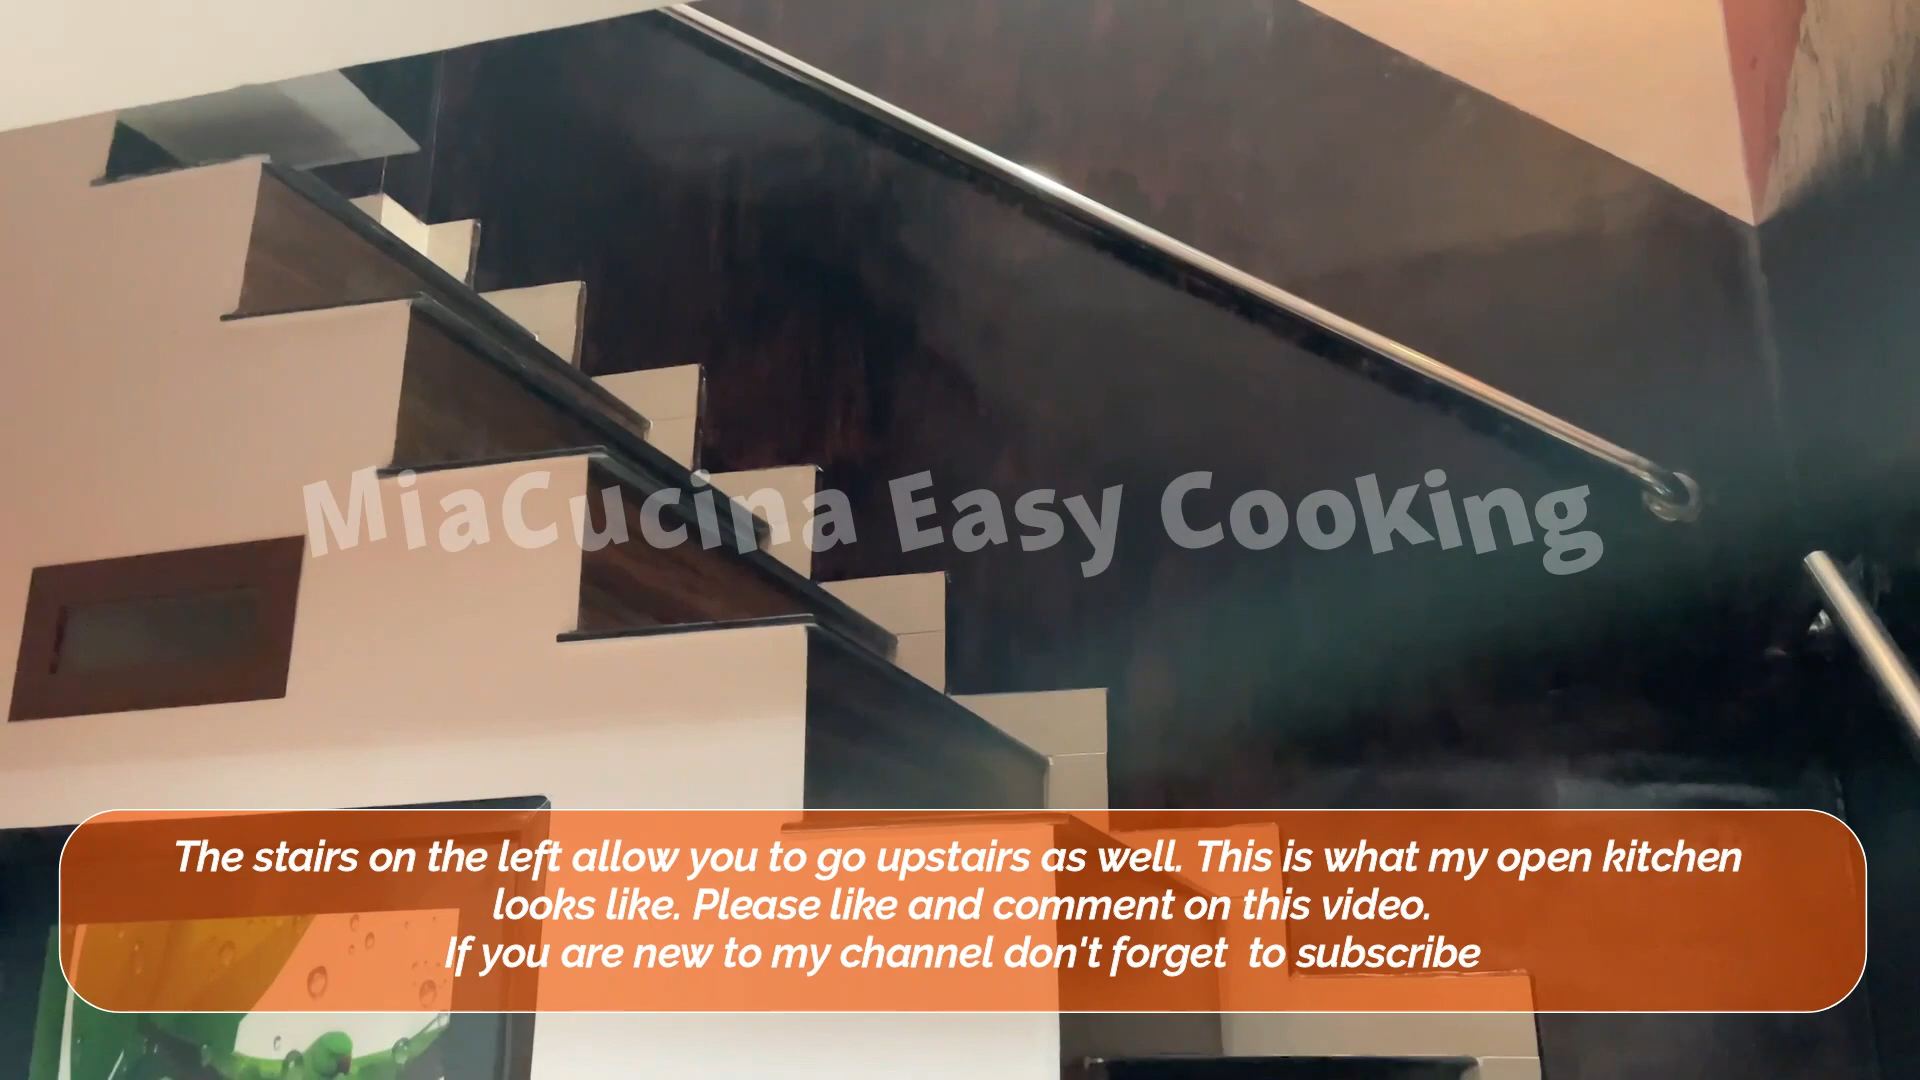 MiaCucina Easy Cooking
The stairs on the left allow you to go upstairs as well. This is what my open kitchen
looks like. Please like and comment on this video.
If you are new to my channel don't forget  to subscribe